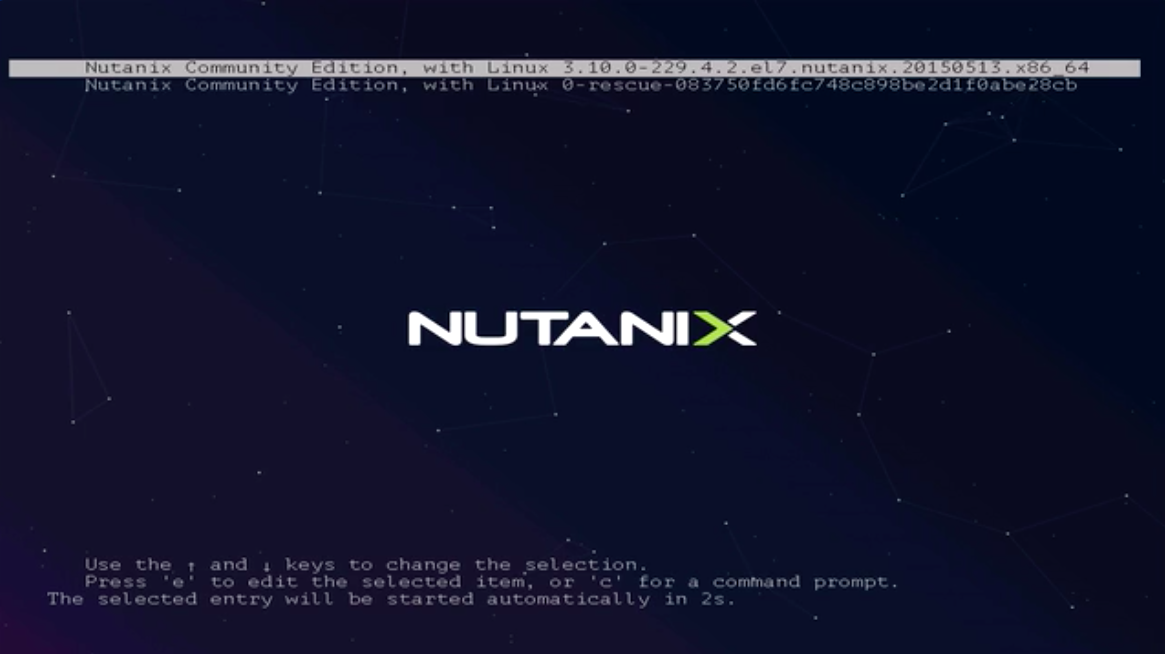 Nutanix Community Edition, with Linux 3.10.0-229.4.2.el7.nutanix.20150513.x86_64
Nutanix Community Edition, with Linux 0-rescue-083750fd6fc748c898be2d1f0abe28cb
NUTANIX
Use the ↑ and ↓ keys to change the selection.
Press 'e' to edit the selected item, or 'c' for a command prompt.
The selected entry will be started automatically in 2s.